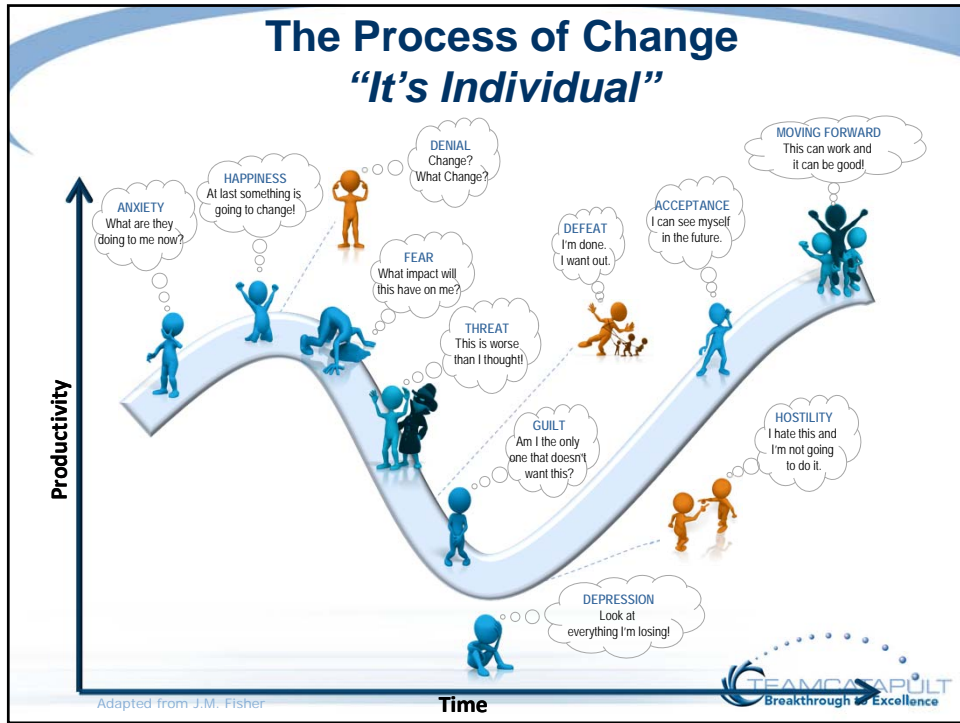 The Process of Change
“It’s Individual”
DENIAL
Change?
What Change?
MOVING FORWARD
This can work and
it can be good!
HAPPINESS
At last something is
going to change!
ANXIETY
What are they
doing to me now?
ACCEPTANCE
I can see myself
in the future.
DEFEAT
I’m done.
I want out.
FEAR
What impact will
this have on me?
THREAT
This is worse
than I thought!
HOSTILITY
I hate this and
I’m not going
to do it.
GUILT
Am I the only
one that doesn’t
want this?
Productivity
DEPRESSION
Look at
everything I’m losing!
Adapted from J.M. Fisher
Time
TEAMCATAPULT
Breakthrough to Excellence